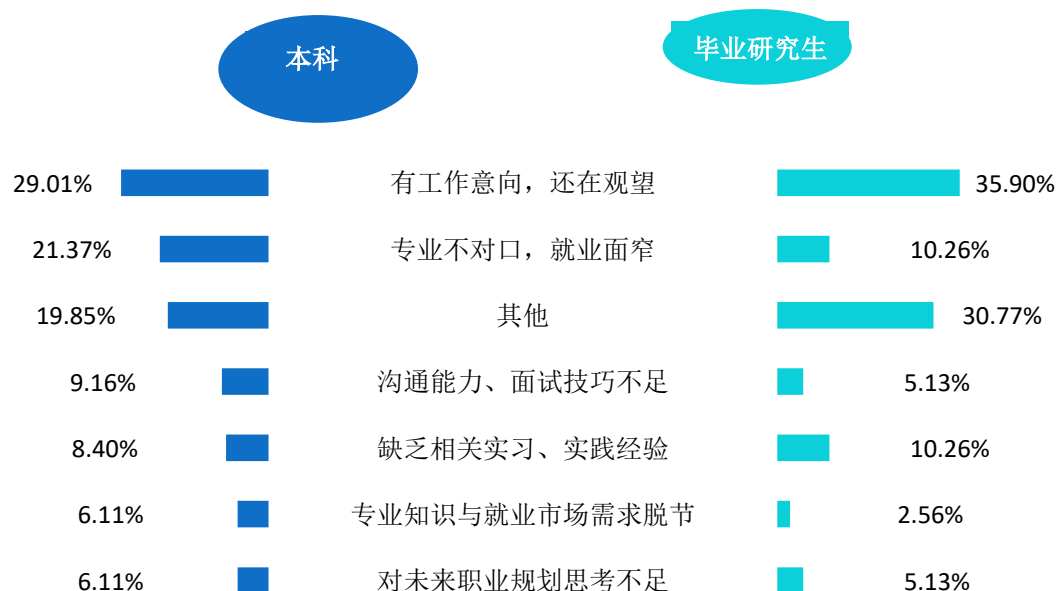 本科
毕业研究生
29.01% 有工作意向，还在观望 35.90%
21.37% 专业不对口，就业面窄 10.26%
19.85% 其他 30.77%
9.16% 沟通能力、面试技巧不足 5.13%
8.40% 缺乏相关实习、实践经验 10.26%
6.11% 专业知识与就业市场需求脱节 2.56%
6.11% 对未来职业规划思考不足 5.13%